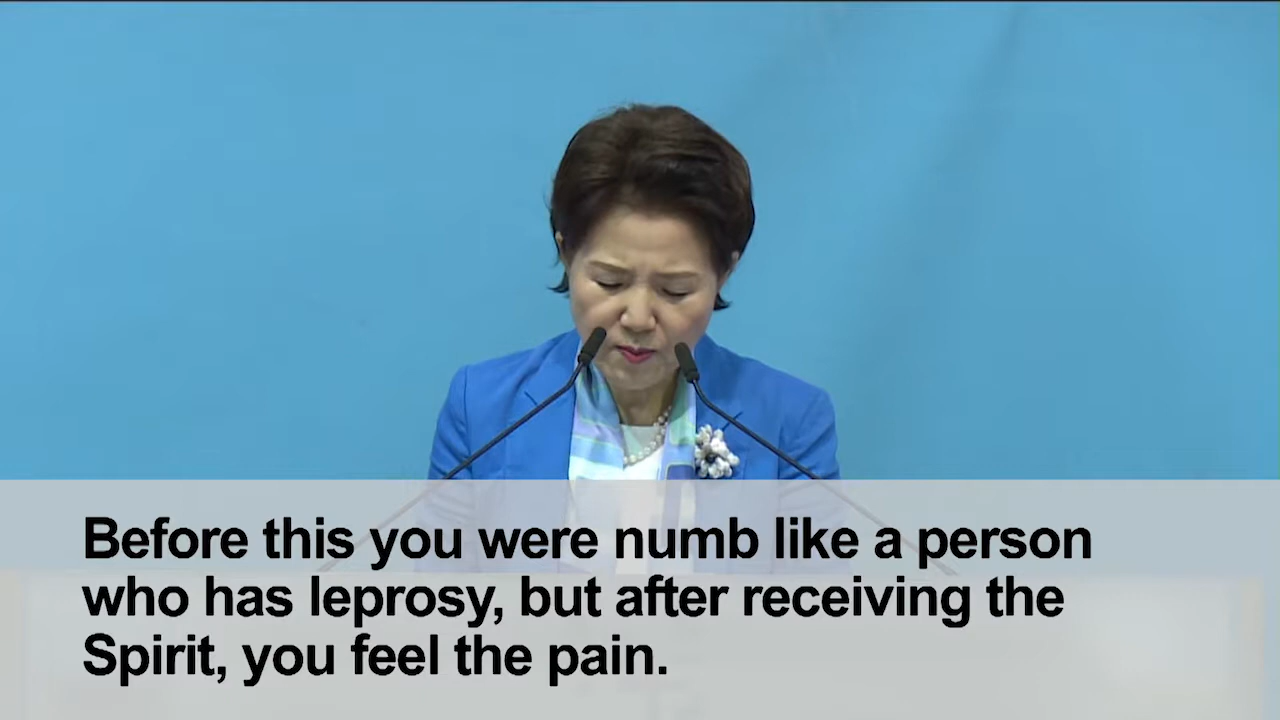 Before this you were numb like a person
who has leprosy, but after receiving the
Spirit, you feel the pain.